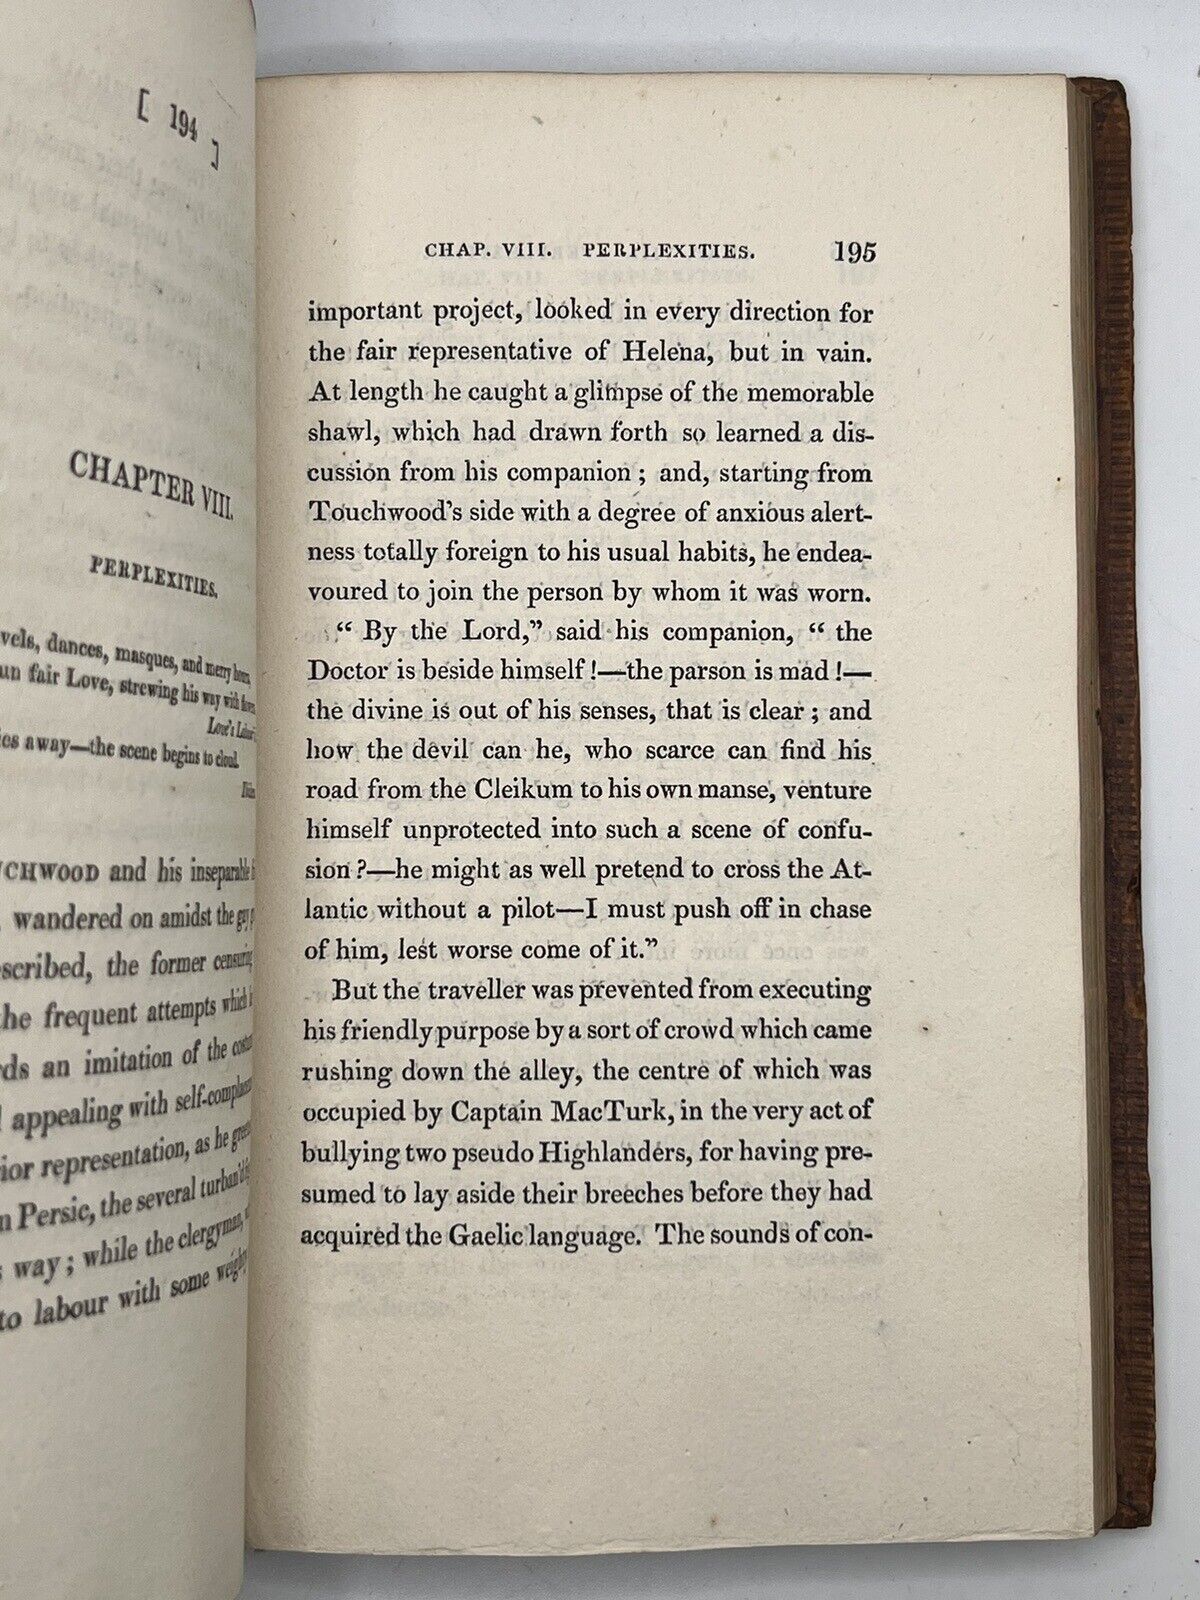 [ 194 ]
CHAPTER VIII.
PERPLEXITIES.
dances, masques, and merry hours,
fair Love, strewing his way with
Love's
away—the scene begins to cloud.
and his inseparable
wandered on amidst the gay
the former censuring
the frequent attempts which
an imitation of the
appealing with
representation, as he
Persic, the several turban'd
way; while the clergyman,
to labour with some weighty
CHAP. VIII. PERPLEXITIES. 195
important project, looked in every direction for
the fair representative of Helena, but in vain.
At length he caught a glimpse of the memorable
shawl, which had drawn forth so learned a dis-
cussion from his companion; and, starting from
Touchwood's side with a degree of anxious alert-
ness totally foreign to his usual habits, he endea-
voured to join the person by whom it was worn.
“ By the Lord,” said his companion, “ the
Doctor is beside himself!—the parson is mad!—
the divine is out of his senses, that is clear; and
how the devil can he, who scarce can find his
road from the Cleikum to his own manse, venture
himself unprotected into such a scene of confu-
sion?—he might as well pretend to cross the At-
lantic without a pilot—I must push off in chase
of him, lest worse come of it.”
But the traveller was prevented from executing
his friendly purpose by a sort of crowd which came
rushing down the alley, the centre of which was
occupied by Captain MacTurk, in the very act of
bullying two pseudo Highlanders, for having pre-
sumed to lay aside their breeches before they had
acquired the Gaelic language. The sounds of con-